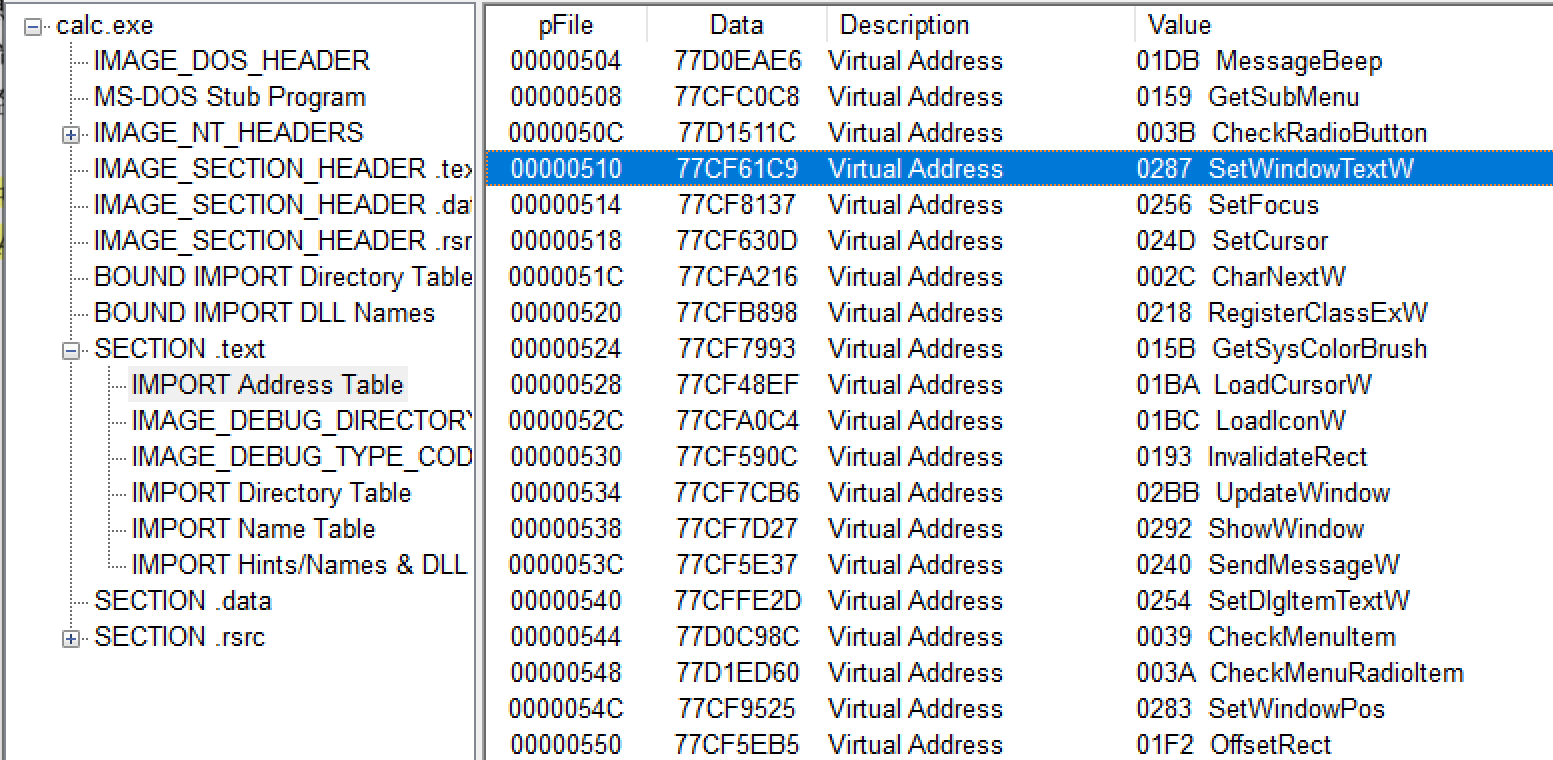 calc.exe
IMAGE_DOS_HEADER
MS-DOS Stub Program
IMAGE_NT_HEADERS
IMAGE_SECTION_HEADER .tex
IMAGE_SECTION_HEADER .dat
IMAGE_SECTION_HEADER .rsr
BOUND IMPORT Directory Table
BOUND IMPORT DLL Names
SECTION .text
IMPORT Address Table
IMAGE_DEBUG_DIRECTORY
IMAGE_DEBUG_TYPE_COD
IMPORT Directory Table
IMPORT Name Table
IMPORT Hints/Names & DLL
SECTION .data
SECTION .rsrc
pFile Data Description Value
00000504 77D0EAE6 Virtual Address 01DB MessageBeep
00000508 77CFC0C8 Virtual Address 0159 GetSubMenu
0000050C 77D1511C Virtual Address 003B CheckRadioButton
00000510 77CF61C9 Virtual Address 0287 SetWindowTextW
00000514 77CF8137 Virtual Address 0256 SetFocus
00000518 77CF630D Virtual Address 024D SetCursor
0000051C 77CFA216 Virtual Address 002C CharNextW
00000520 77CFB898 Virtual Address 0218 RegisterClassExW
00000524 77CF7993 Virtual Address 015B GetSysColorBrush
00000528 77CF48EF Virtual Address 01BA LoadCursorW
0000052C 77CFA0C4 Virtual Address 01BC LoadIconW
00000530 77CF590C Virtual Address 0193 InvalidateRect
00000534 77CF7CB6 Virtual Address 02BB UpdateWindow
00000538 77CF7D27 Virtual Address 0292 ShowWindow
0000053C 77CF5E37 Virtual Address 0240 SendMessageW
00000540 77CFFE2D Virtual Address 0254 SetDlgItemTextW
00000544 77D0C98C Virtual Address 0039 CheckMenuItem
00000548 77D1ED60 Virtual Address 003A CheckMenuRadioItem
0000054C 77CF9525 Virtual Address 0283 SetWindowPos
00000550 77CF5EB5 Virtual Address 01F2 OffsetRect